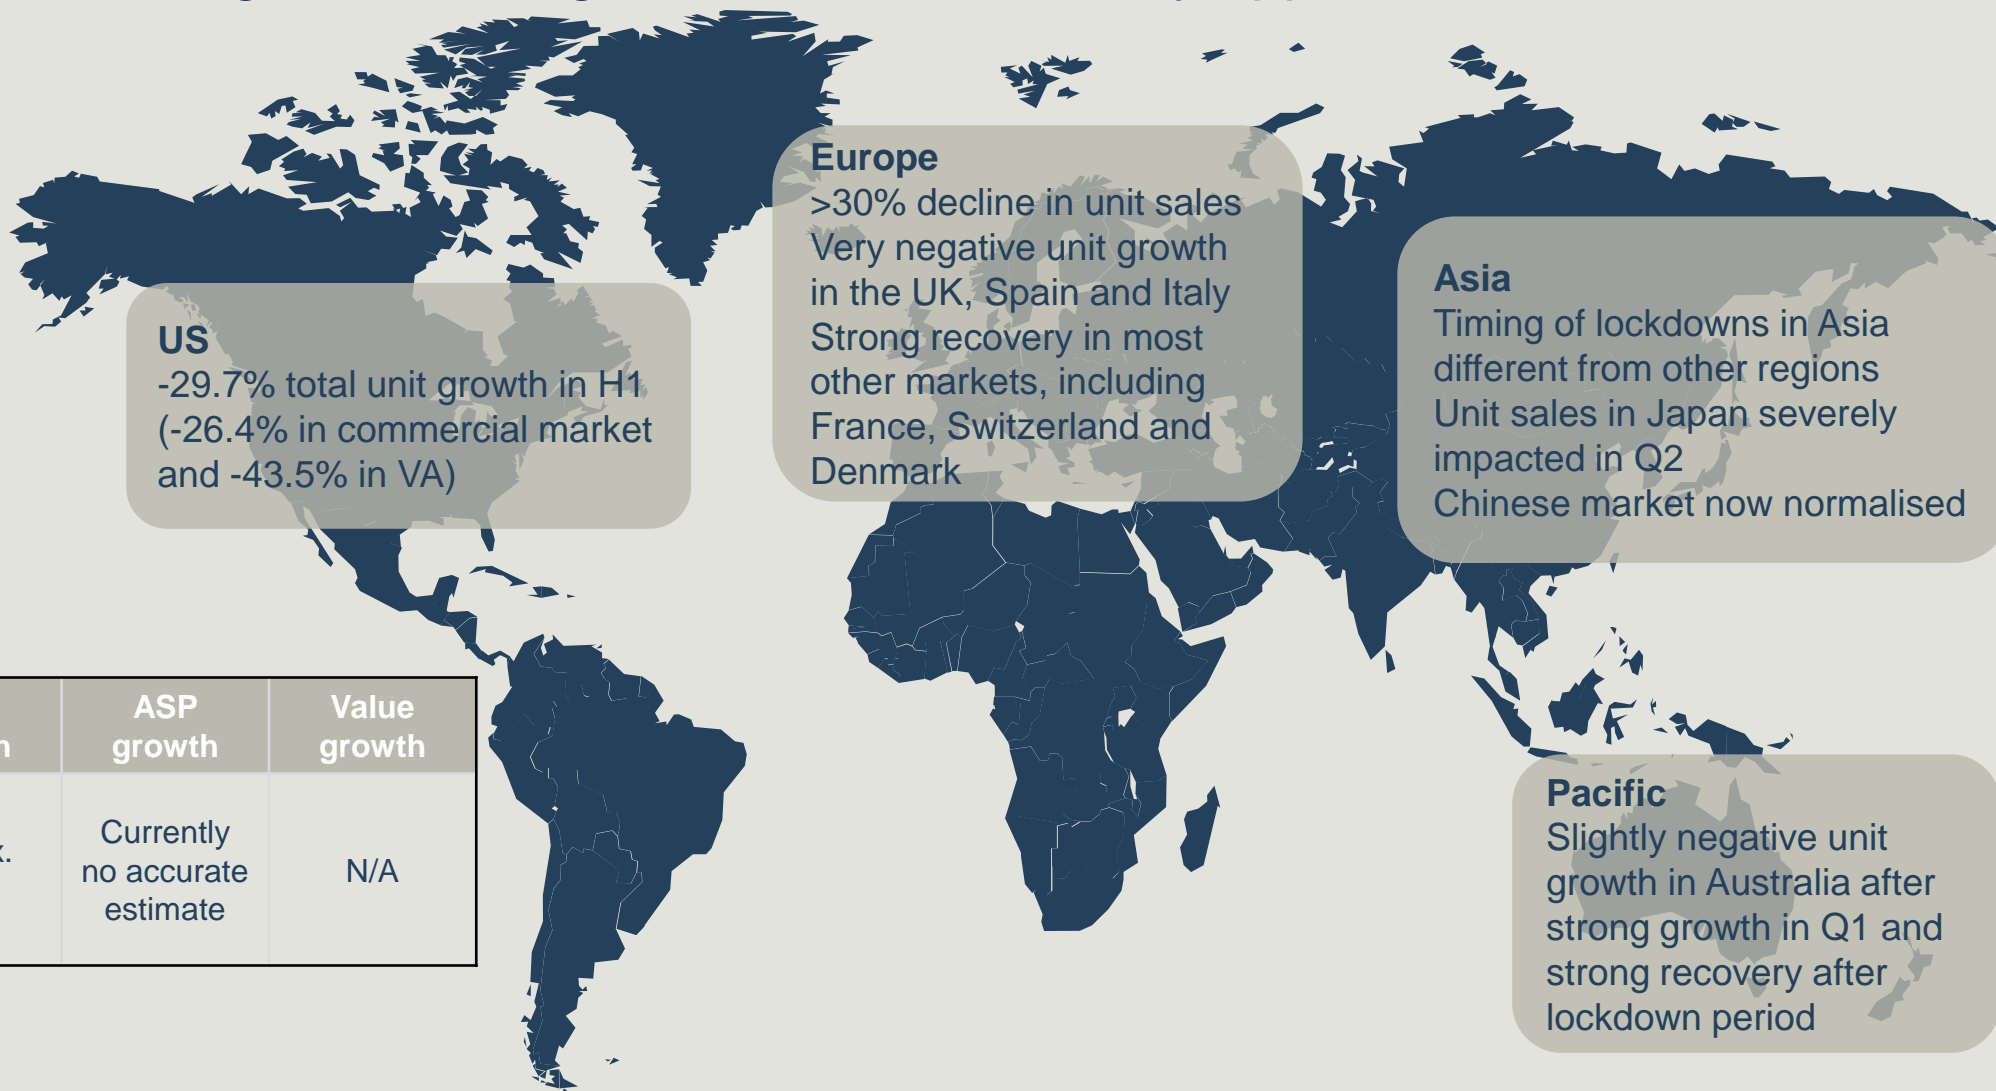 Europe
>30% decline in unit sales
Very negative unit growth
in the UK, Spain and Italy
Strong recovery in most
other markets, including
France, Switzerland and
Denmark
Asia
Timing of lockdowns in Asia
different from other regions
Unit sales in Japan severely
impacted in Q2
Chinese market now normalised
US
-29.7% total unit growth in H1
(-26.4% in commercial market
and -43.5% in VA)
ASP
growth
Value
growth
Currently
no accurate
estimate
N/A
Pacific
Slightly negative unit
growth in Australia after
strong growth in Q1 and
strong recovery after
lockdown period